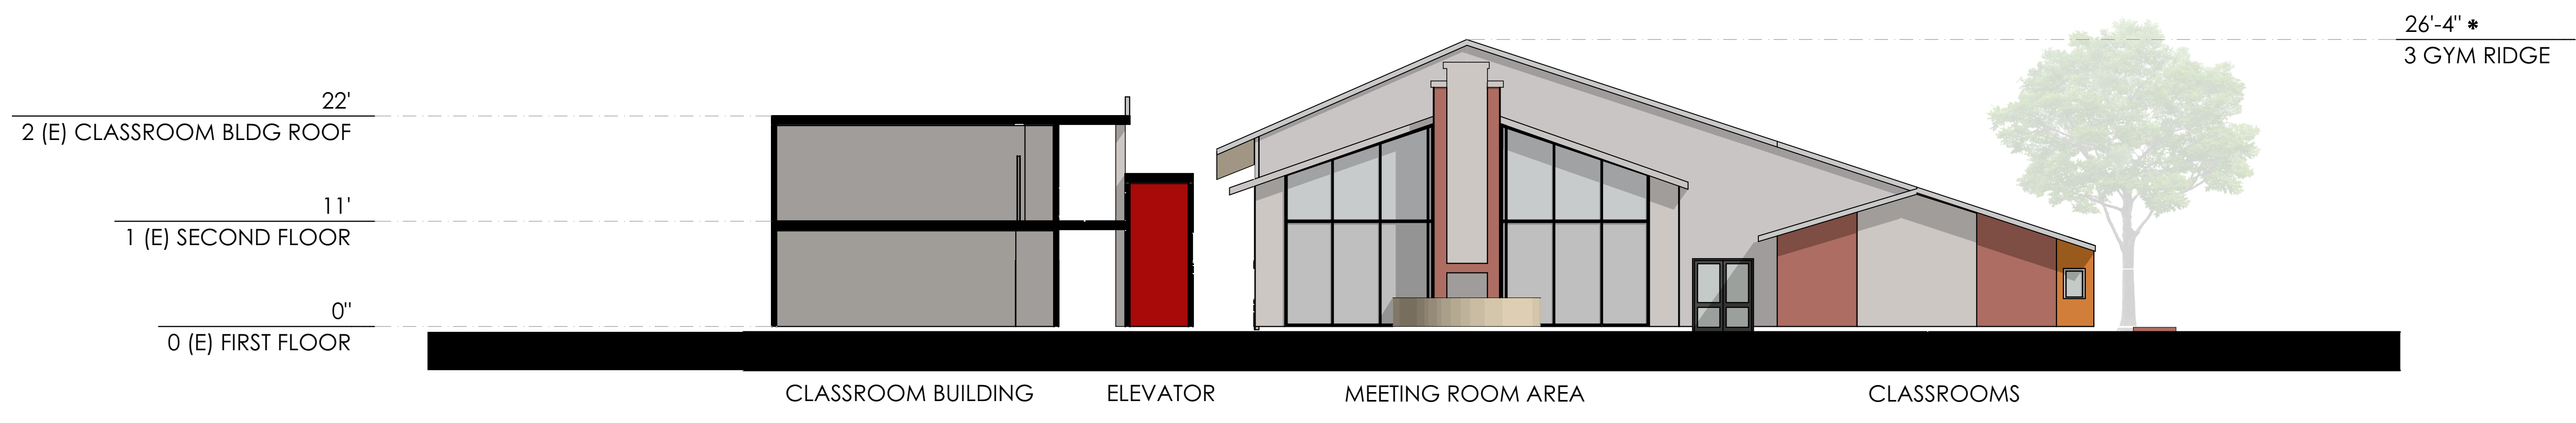 26'-4" *
3 GYM RIDGE
22'
2 (E) CLASSROOM BLDG ROOF
11'
1 (E) SECOND FLOOR
0"
0 (E) FIRST FLOOR
CLASSROOM BUILDING
ELEVATOR
MEETING ROOM AREA
CLASSROOMS